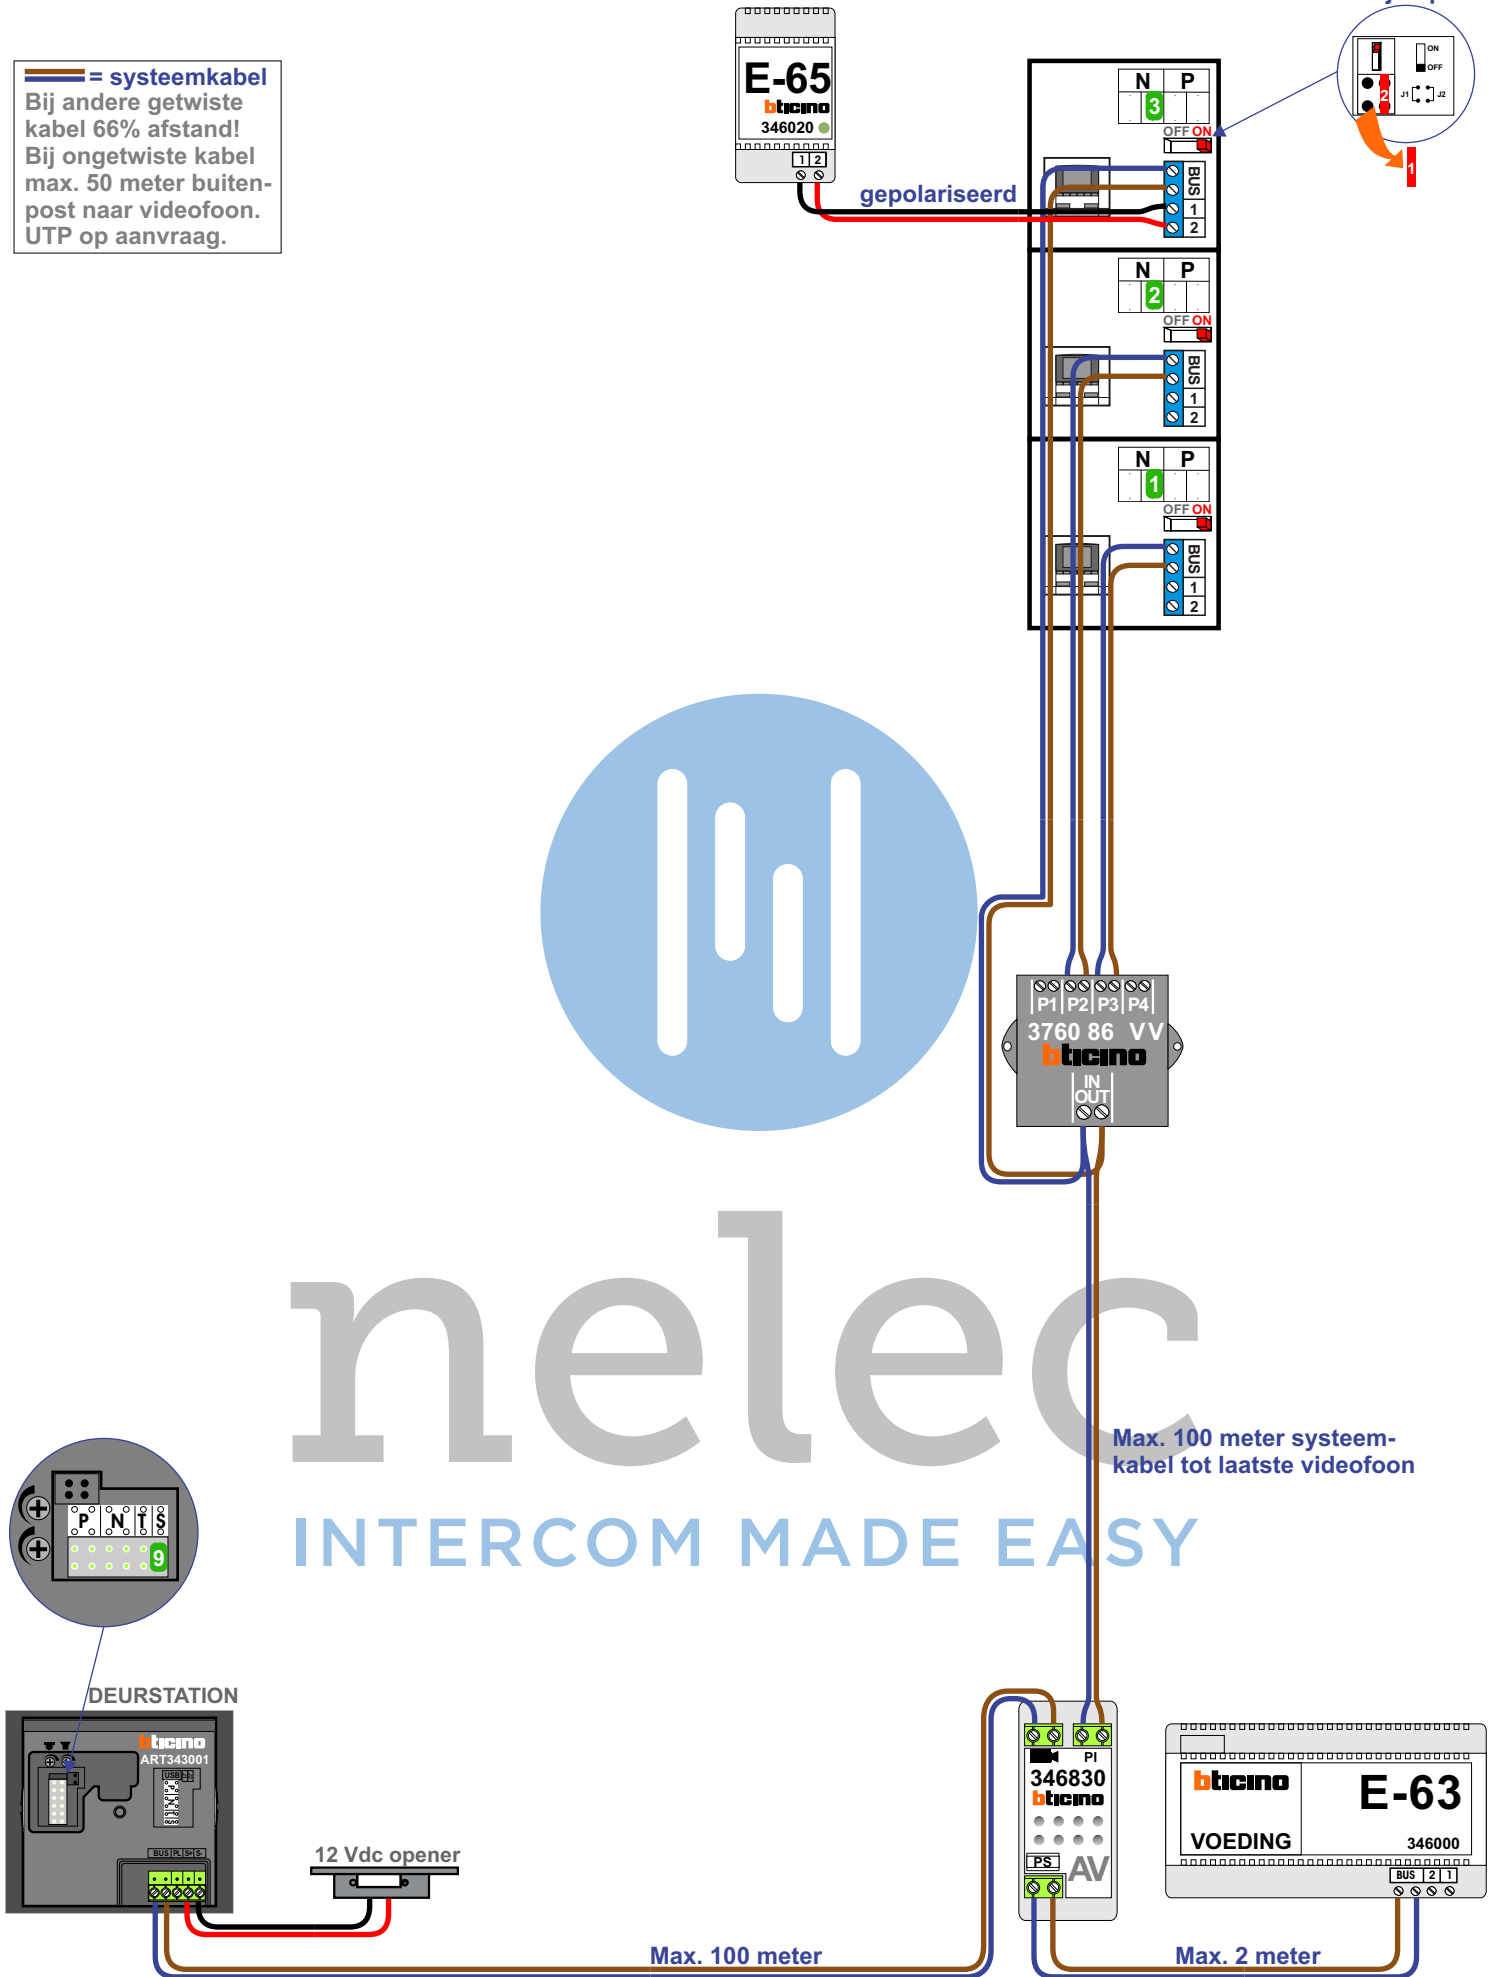 = systeemkabel
Bij andere getwiste
kabel 66% afstand!
Bij ongetwiste kabel
max. 50 meter buiten-
post naar videofoon.
UTP op aanvraag.
E-65
bticino
346020
1 2
gepolariseerd
N P
3
OFF ON
BUS
1
2
ON
OFF
2
J1 J2
1
N P
2
OFF ON
BUS
1
2
N P
1
OFF ON
BUS
1
2
P1 P2 P3 P4
3760 86 VV
bticino
IN
OUT
nelec
INTERCOM MADE EASY
Max. 100 meter systeem-
kabel tot laatste videofoon
P N T S
9
DEURSTATION
bticino
ART343001
USB
P N T S
BUS PL S+ S-
12 Vdc opener
Max. 100 meter
PI
346830
bticino
PS
AV
bticino
E-63
VOEDING
346000
BUS 2 1
Max. 2 meter